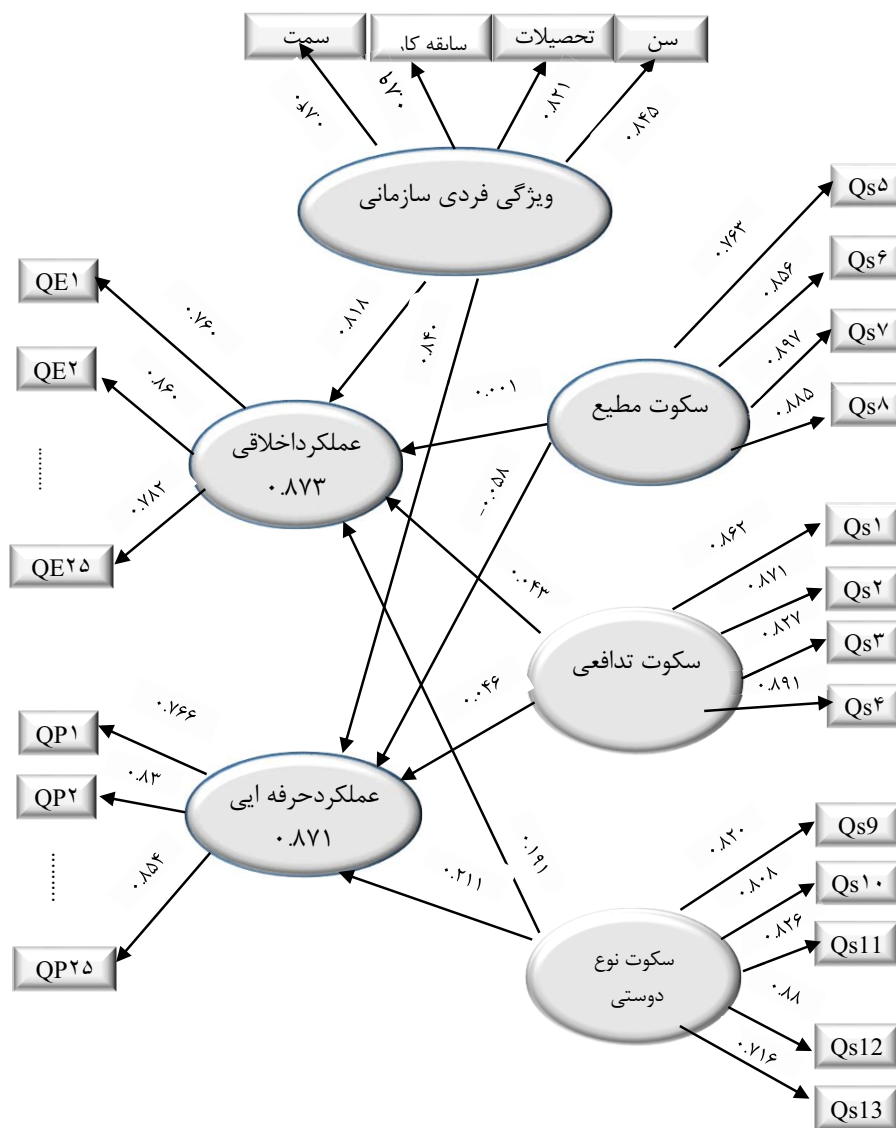 سمت
سابقه کار
تحصیلات
سن
۰.۴۷۰
۰.۸۲۱
۰.۸۴۵
ویژگی فردی سازمانی
Qs۵
Qs۶
Qs۷
Qs۸
۰.۷۶۳
۰.۸۵۶
۰.۸۹۷
۰.۸۸۵
سکوت مطیع
QE۱
QE۲
........
QE۲۵
۰.۷۶۰
۰.۸۶۰
۰.۷۸۲
۰.۸۱۸
۰.۸۴۰
۰.۰۰۱
-۰.۰۵۸
عملکرداخلاقی
۰.۸۷۳
Qs۱
Qs۲
Qs۳
Qs۴
۰.۸۶۲
۰.۸۷۱
۰.۸۲۷
۰.۸۹۱
سکوت تدافعی
۰.۰۴۳
۰.۰۴۶
QP۱
QP۲
.........
QP۲۵
۰.۷۶۶
۰.۸۳
۰.۸۵۴
عملکردحرفه ایی
۰.۸۷۱
۰.۱۹۱
۰.۲۱۱
سکوت نوع
دوستی
Qs9
Qs۱۰
Qs11
Qs12
Qs13
۰.۸۲۰
۰.۸۰۸
۰.۸۲۶
۰.۸۸
۰.۷۱۶